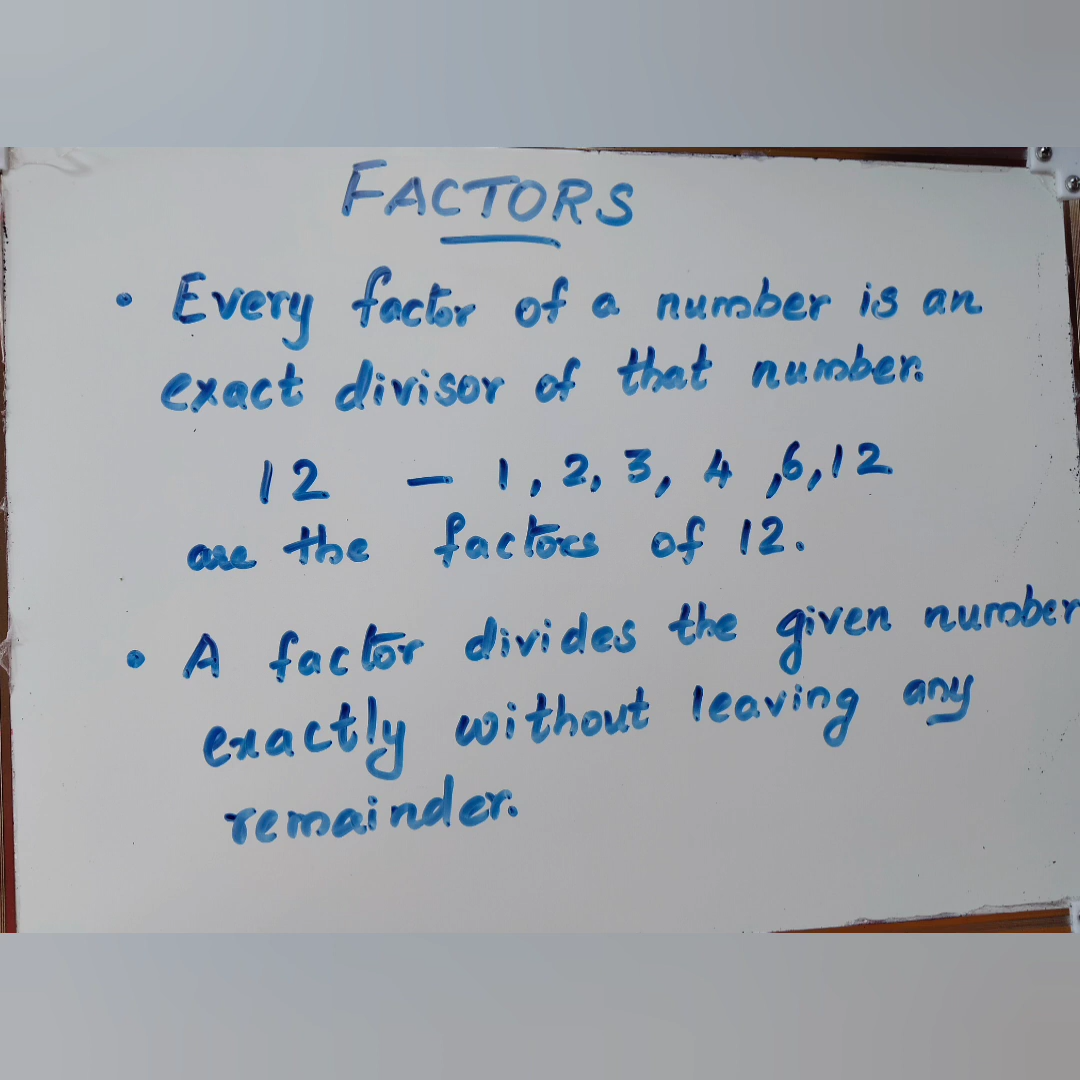 FACTORS
• Every factor of a number is an
exact divisor of that number.
12 – 1, 2, 3, 4 ,6,12
are the factors of 12.
• A factor divides the given number
exactly without leaving any
remainder.